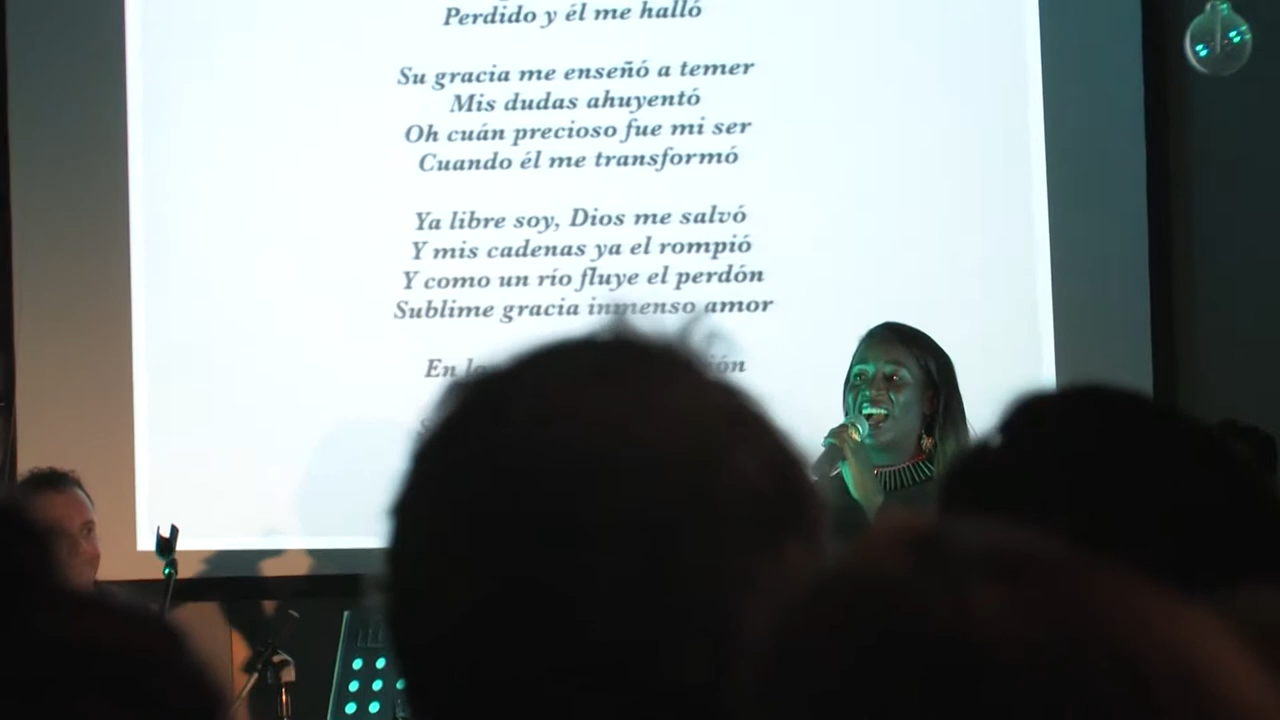 Perdido y él me halló
Su gracia me enseñó a temer
Mis dudas ahuyentó
Oh cuán precioso fue mi ser
Cuando él me transformó
Ya libre soy, Dios me salvó
Y mis cadenas ya el rompió
Y como un río fluye el perdón
Sublime gracia inmenso amor
En